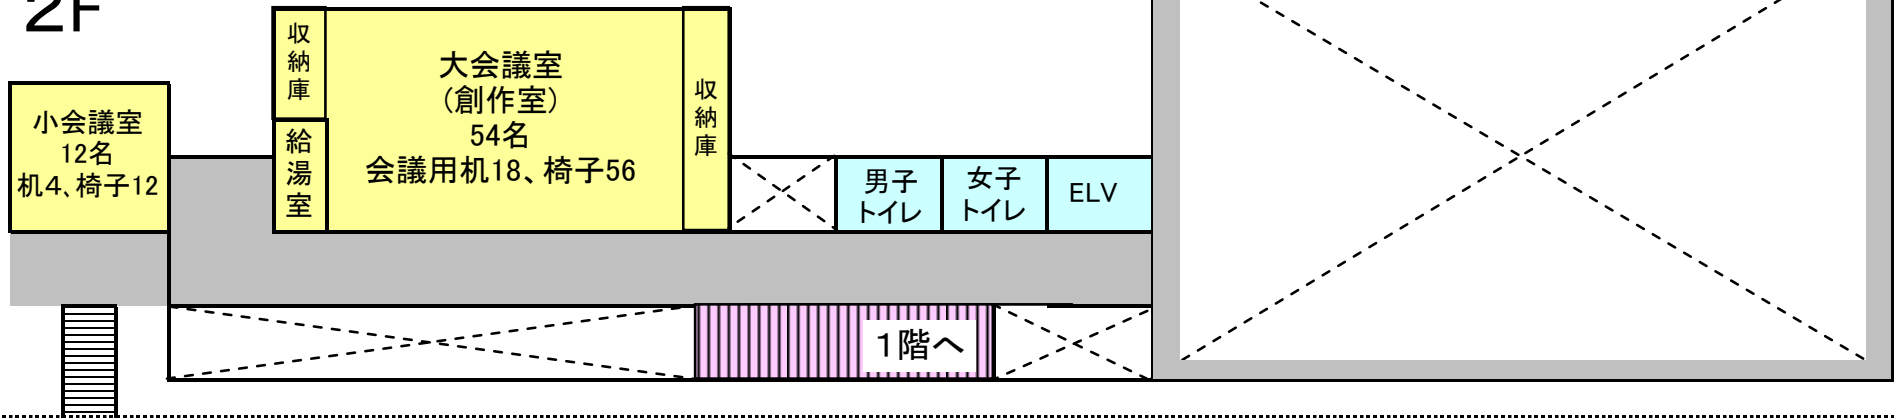 2F
収納庫
大会議室
（創作室）
54名
会議用机18、椅子56
収納庫
小会議室
12名
机４、椅子12
給湯室
男子
トイレ
女子
トイレ
ELV
１階へ